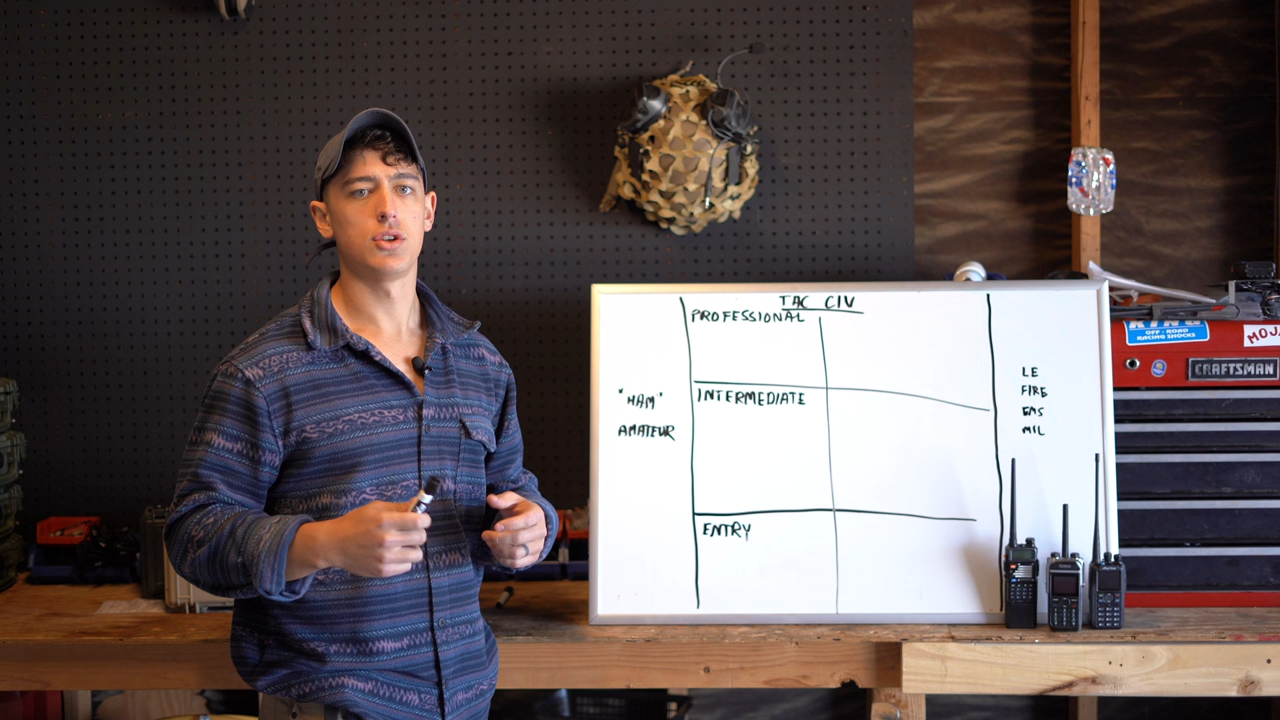 TAC CIV
PROFESSIONAL
INTERMEDIATE
ENTRY
"HAM"
AMATEUR
LE
FIRE
EMS
MIL
KING
OFF-ROAD
RACING SHOCKS
MOJ
CRAFTSMAN